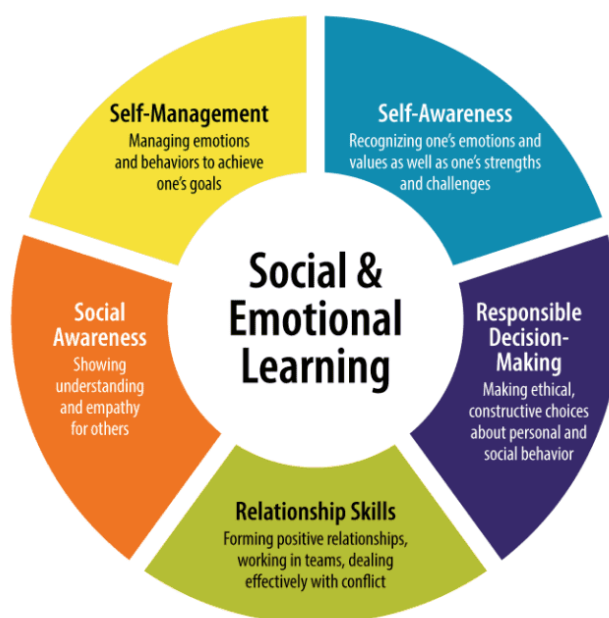 Self-Management
Managing emotions
and behaviors to achieve
one's goals
Self-Awareness
Recognizing one's emotions and
values as well as one's strengths
and challenges
Social &
Emotional
Learning
Social
Awareness
Showing
understanding
and empathy
for others
Responsible
Decision-
Making
Making ethical,
constructive choices
about personal and
social behavior
Relationship Skills
Forming positive relationships,
working in teams, dealing
effectively with conflict